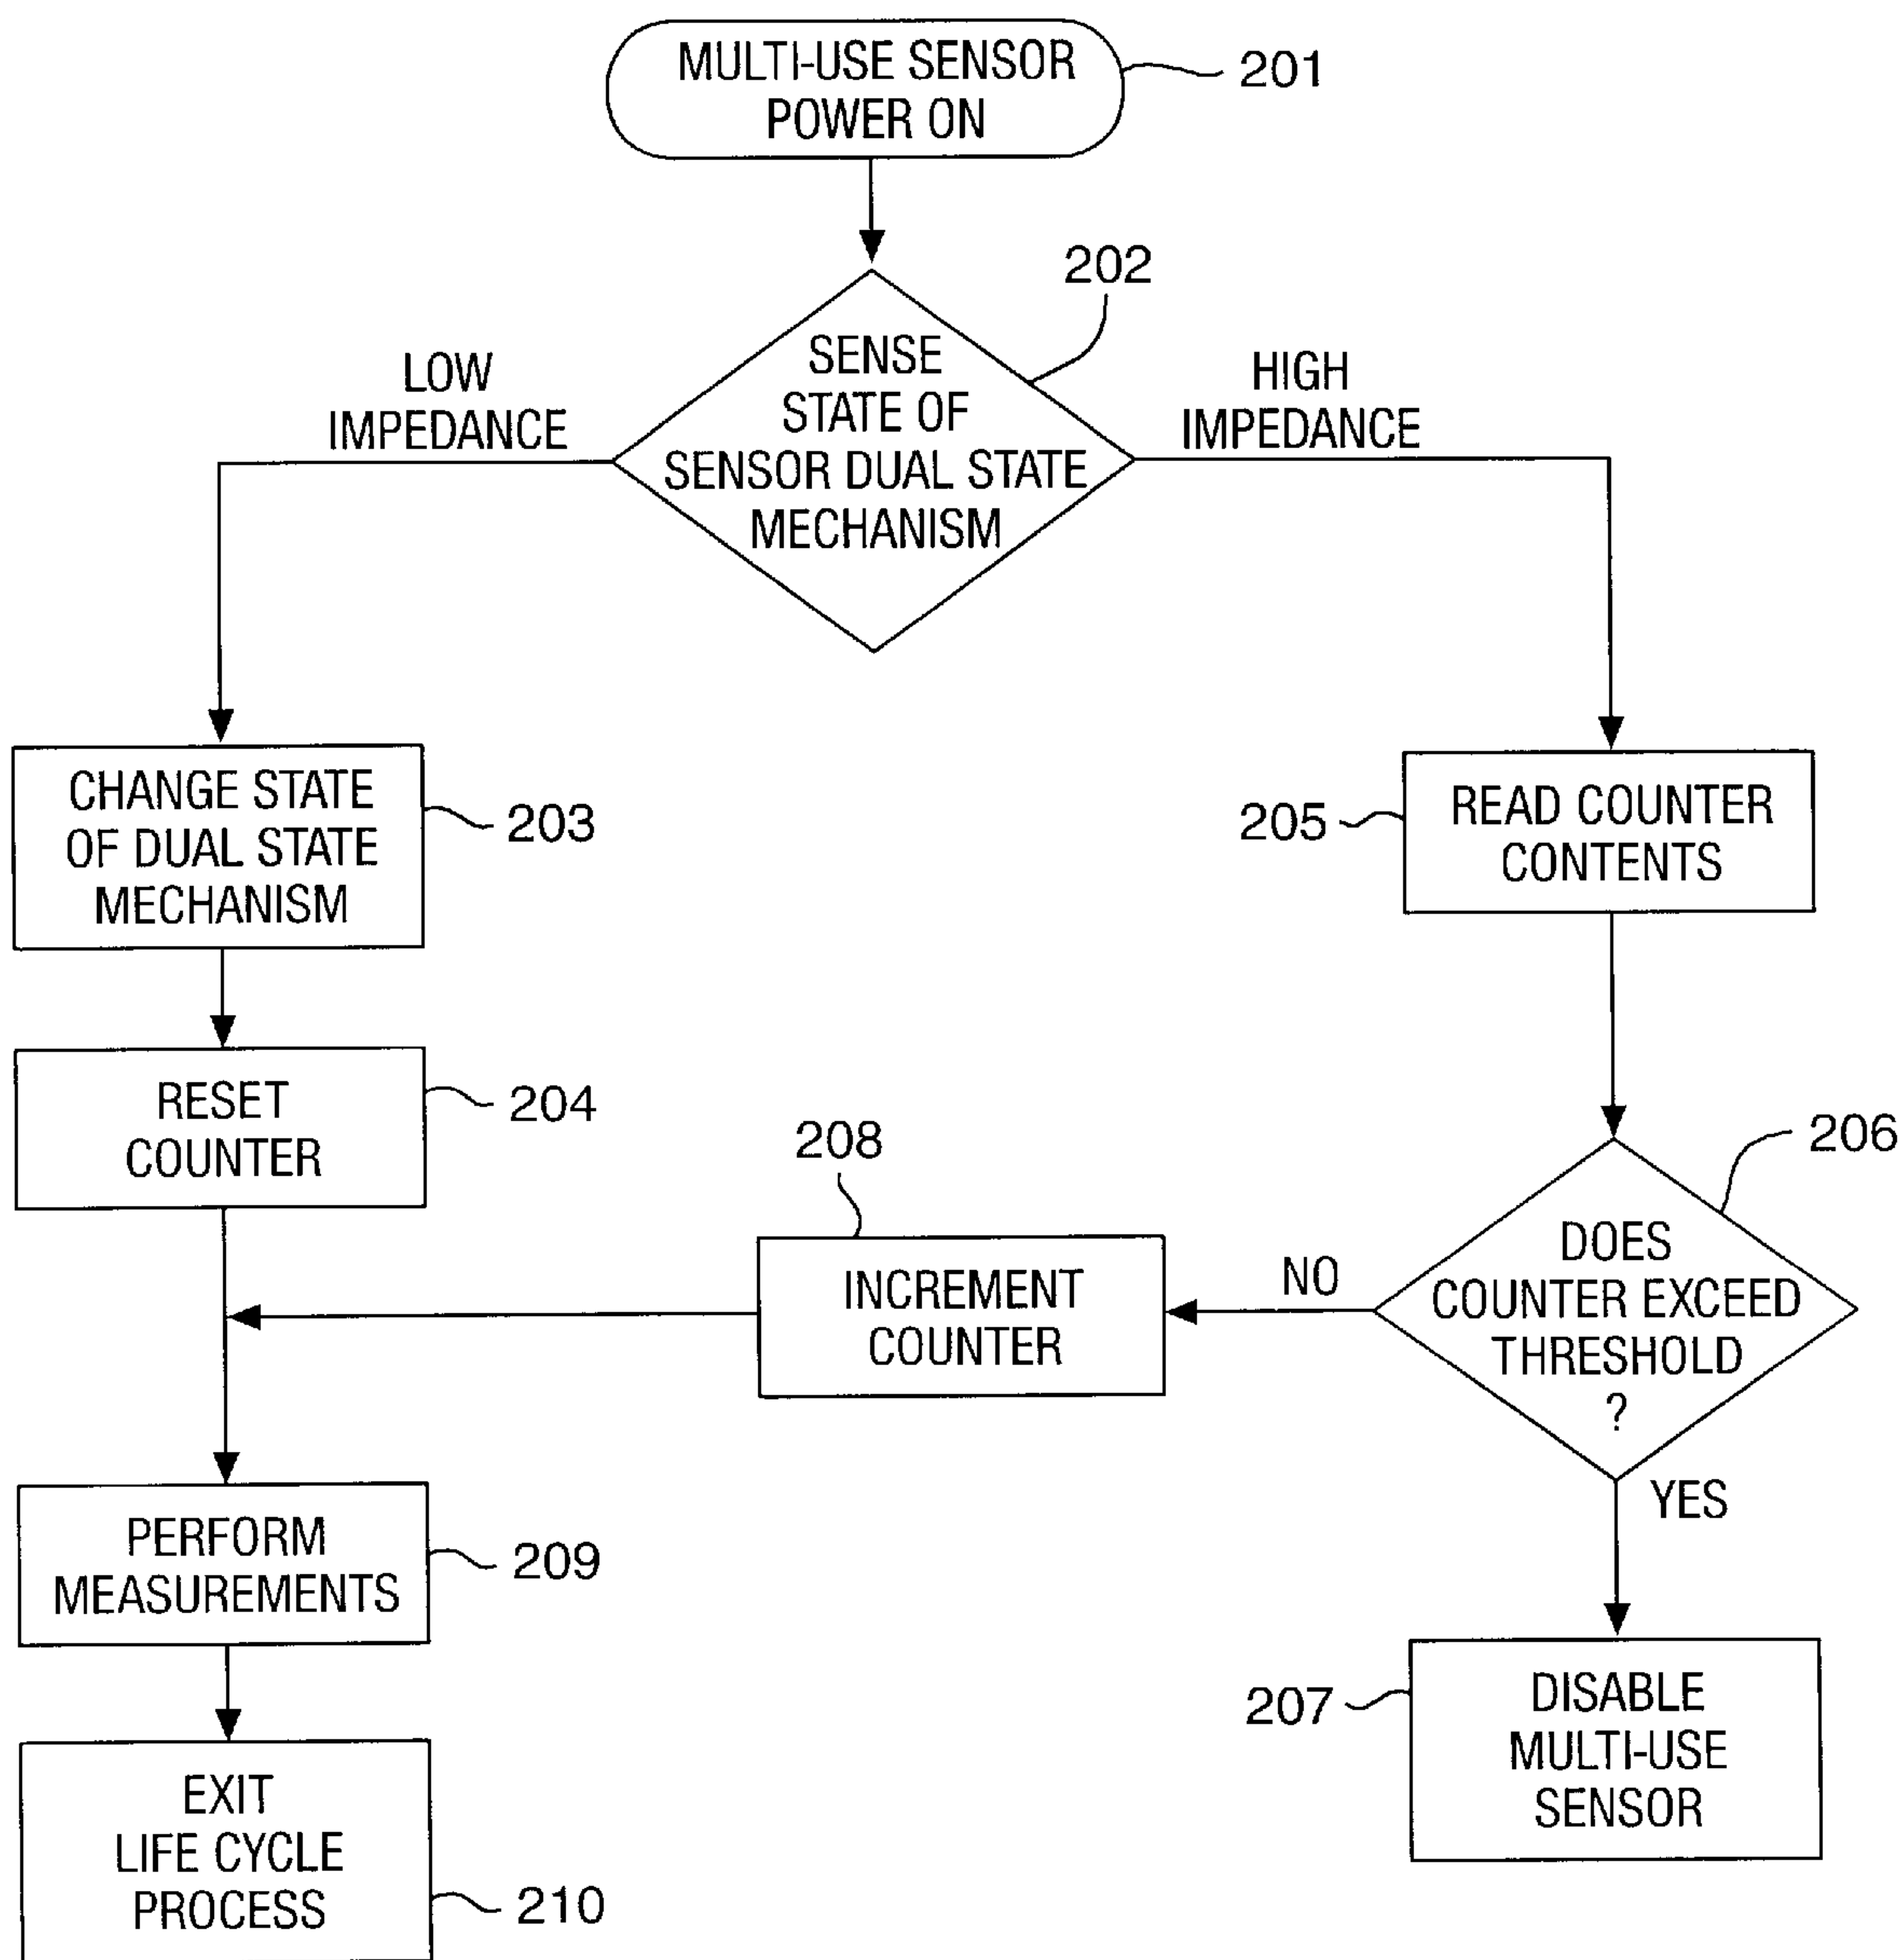 MULTI-USE SENSOR
POWER ON
201
202
SENSE
STATE OF
SENSOR DUAL STATE
MECHANISM
LOW
IMPEDANCE
HIGH
IMPEDANCE
CHANGE STATE
OF DUAL STATE
MECHANISM
203
205
READ COUNTER
CONTENTS
RESET
COUNTER
204
208
INCREMENT
COUNTER
NO
206
DOES
COUNTER EXCEED
THRESHOLD
?
YES
PERFORM
MEASUREMENTS
209
207
DISABLE
MULTI-USE
SENSOR
EXIT
LIFE CYCLE
PROCESS
210